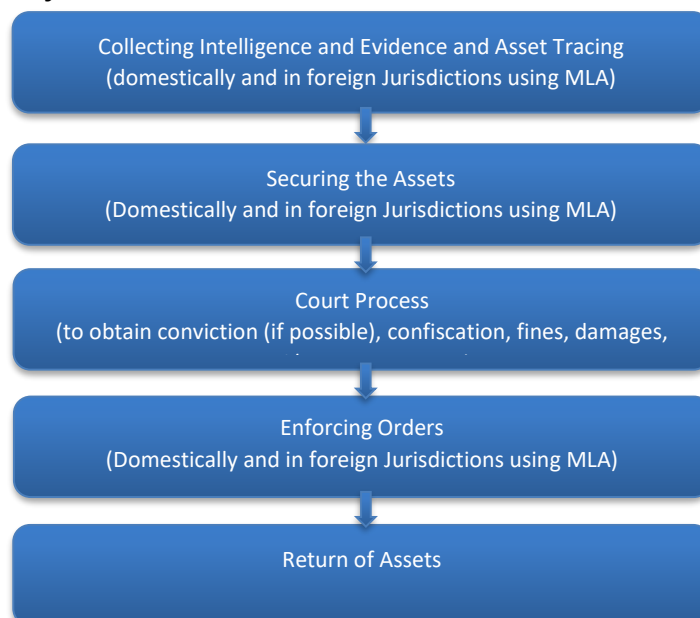 Collecting Intelligence and Evidence and Asset Tracing
(domestically and in foreign Jurisdictions using MLA)
Securing the Assets
(Domestically and in foreign Jurisdictions using MLA)
Court Process
(to obtain conviction (if possible), confiscation, fines, damages,
Enforcing Orders
(Domestically and in foreign Jurisdictions using MLA)
Return of Assets